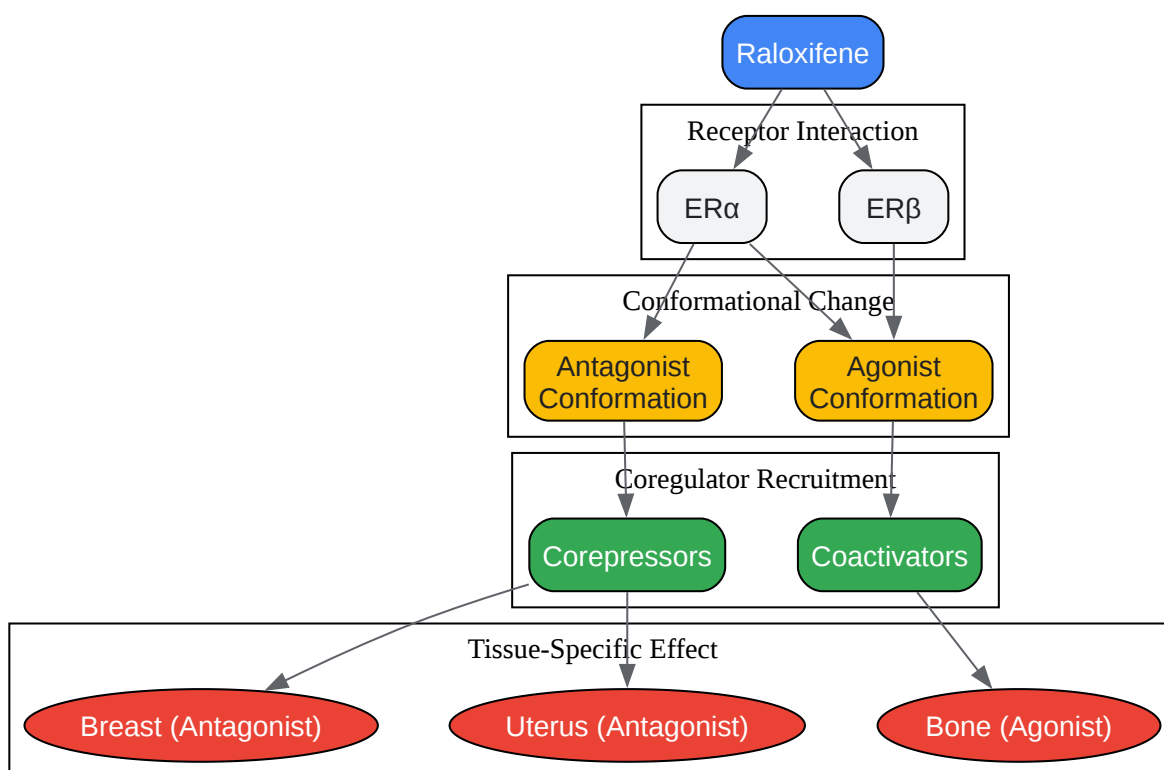 Raloxifene
Receptor Interaction
ERα
ERβ
Conformational Change
Antagonist
Conformation
Agonist
Conformation
Coregulator Recruitment
Corepressors
Coactivators
Tissue-Specific Effect
Breast (Antagonist)
Uterus (Antagonist)
Bone (Agonist)